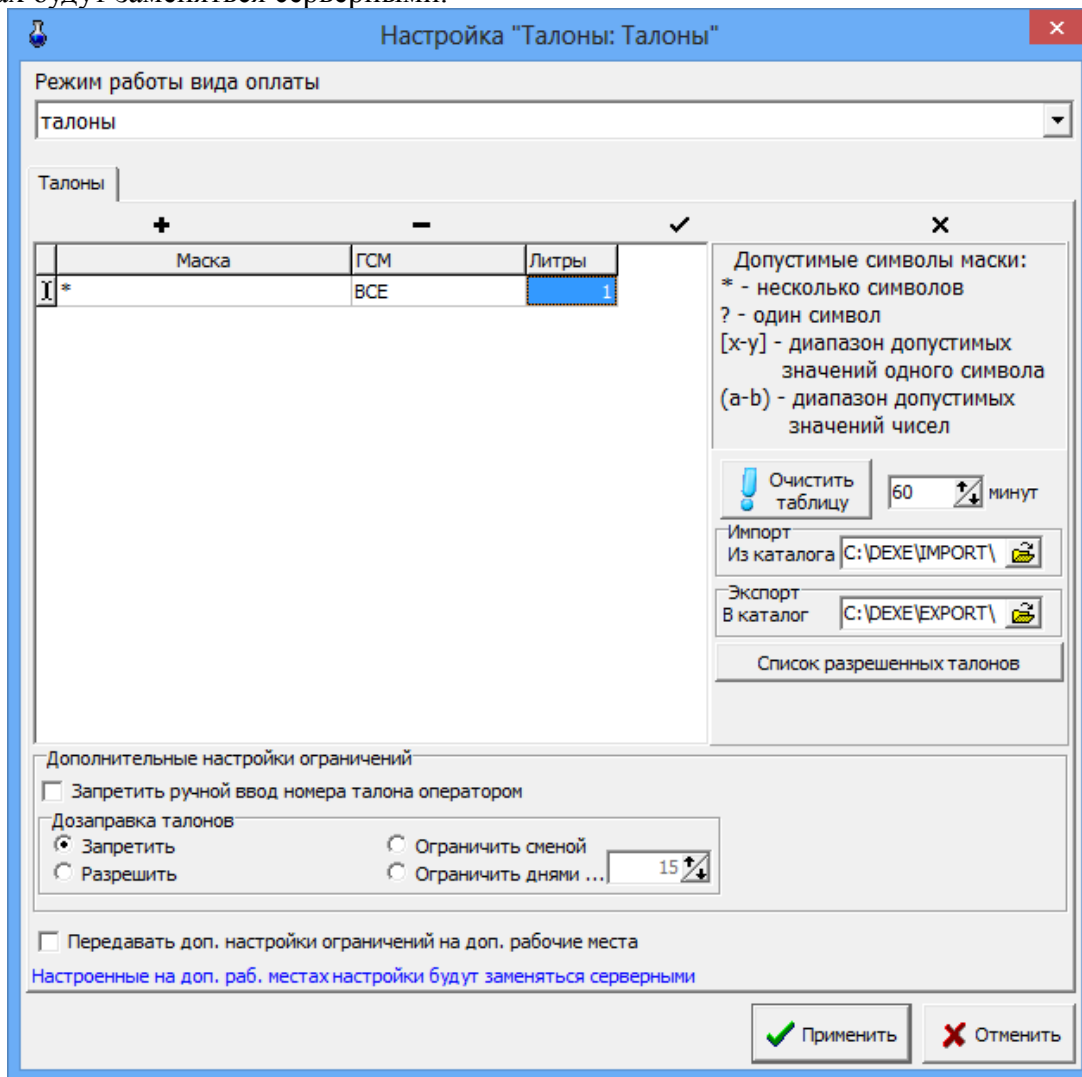 будут заменяться серверными.
Настройка "Талоны: Талоны"
Режим работы вида оплаты
талоны
Талоны
Маска ГСМ Литры
* ВСЕ 1
Допустимые символы маски:
* - несколько символов
? - один символ
[x-y] - диапазон допустимых
значений одного символа
(a-b) - диапазон допустимых
значений чисел
Очистить
таблицу
60 минут
Импорт
Из каталога C:\DEXE\IMPORT\
Экспорт
В каталог C:\DEXE\EXPORT\
Список разрешенных талонов
Дополнительные настройки ограничений
Запретить ручной ввод номера талона оператором
Дозаправка талонов
Запретить Ограничить сменой
Разрешить Ограничить днями ... 15
Передавать доп. настройки ограничений на доп. рабочие места
Настроенные на доп. раб. местах настройки будут заменяться серверными
Применить Отменить